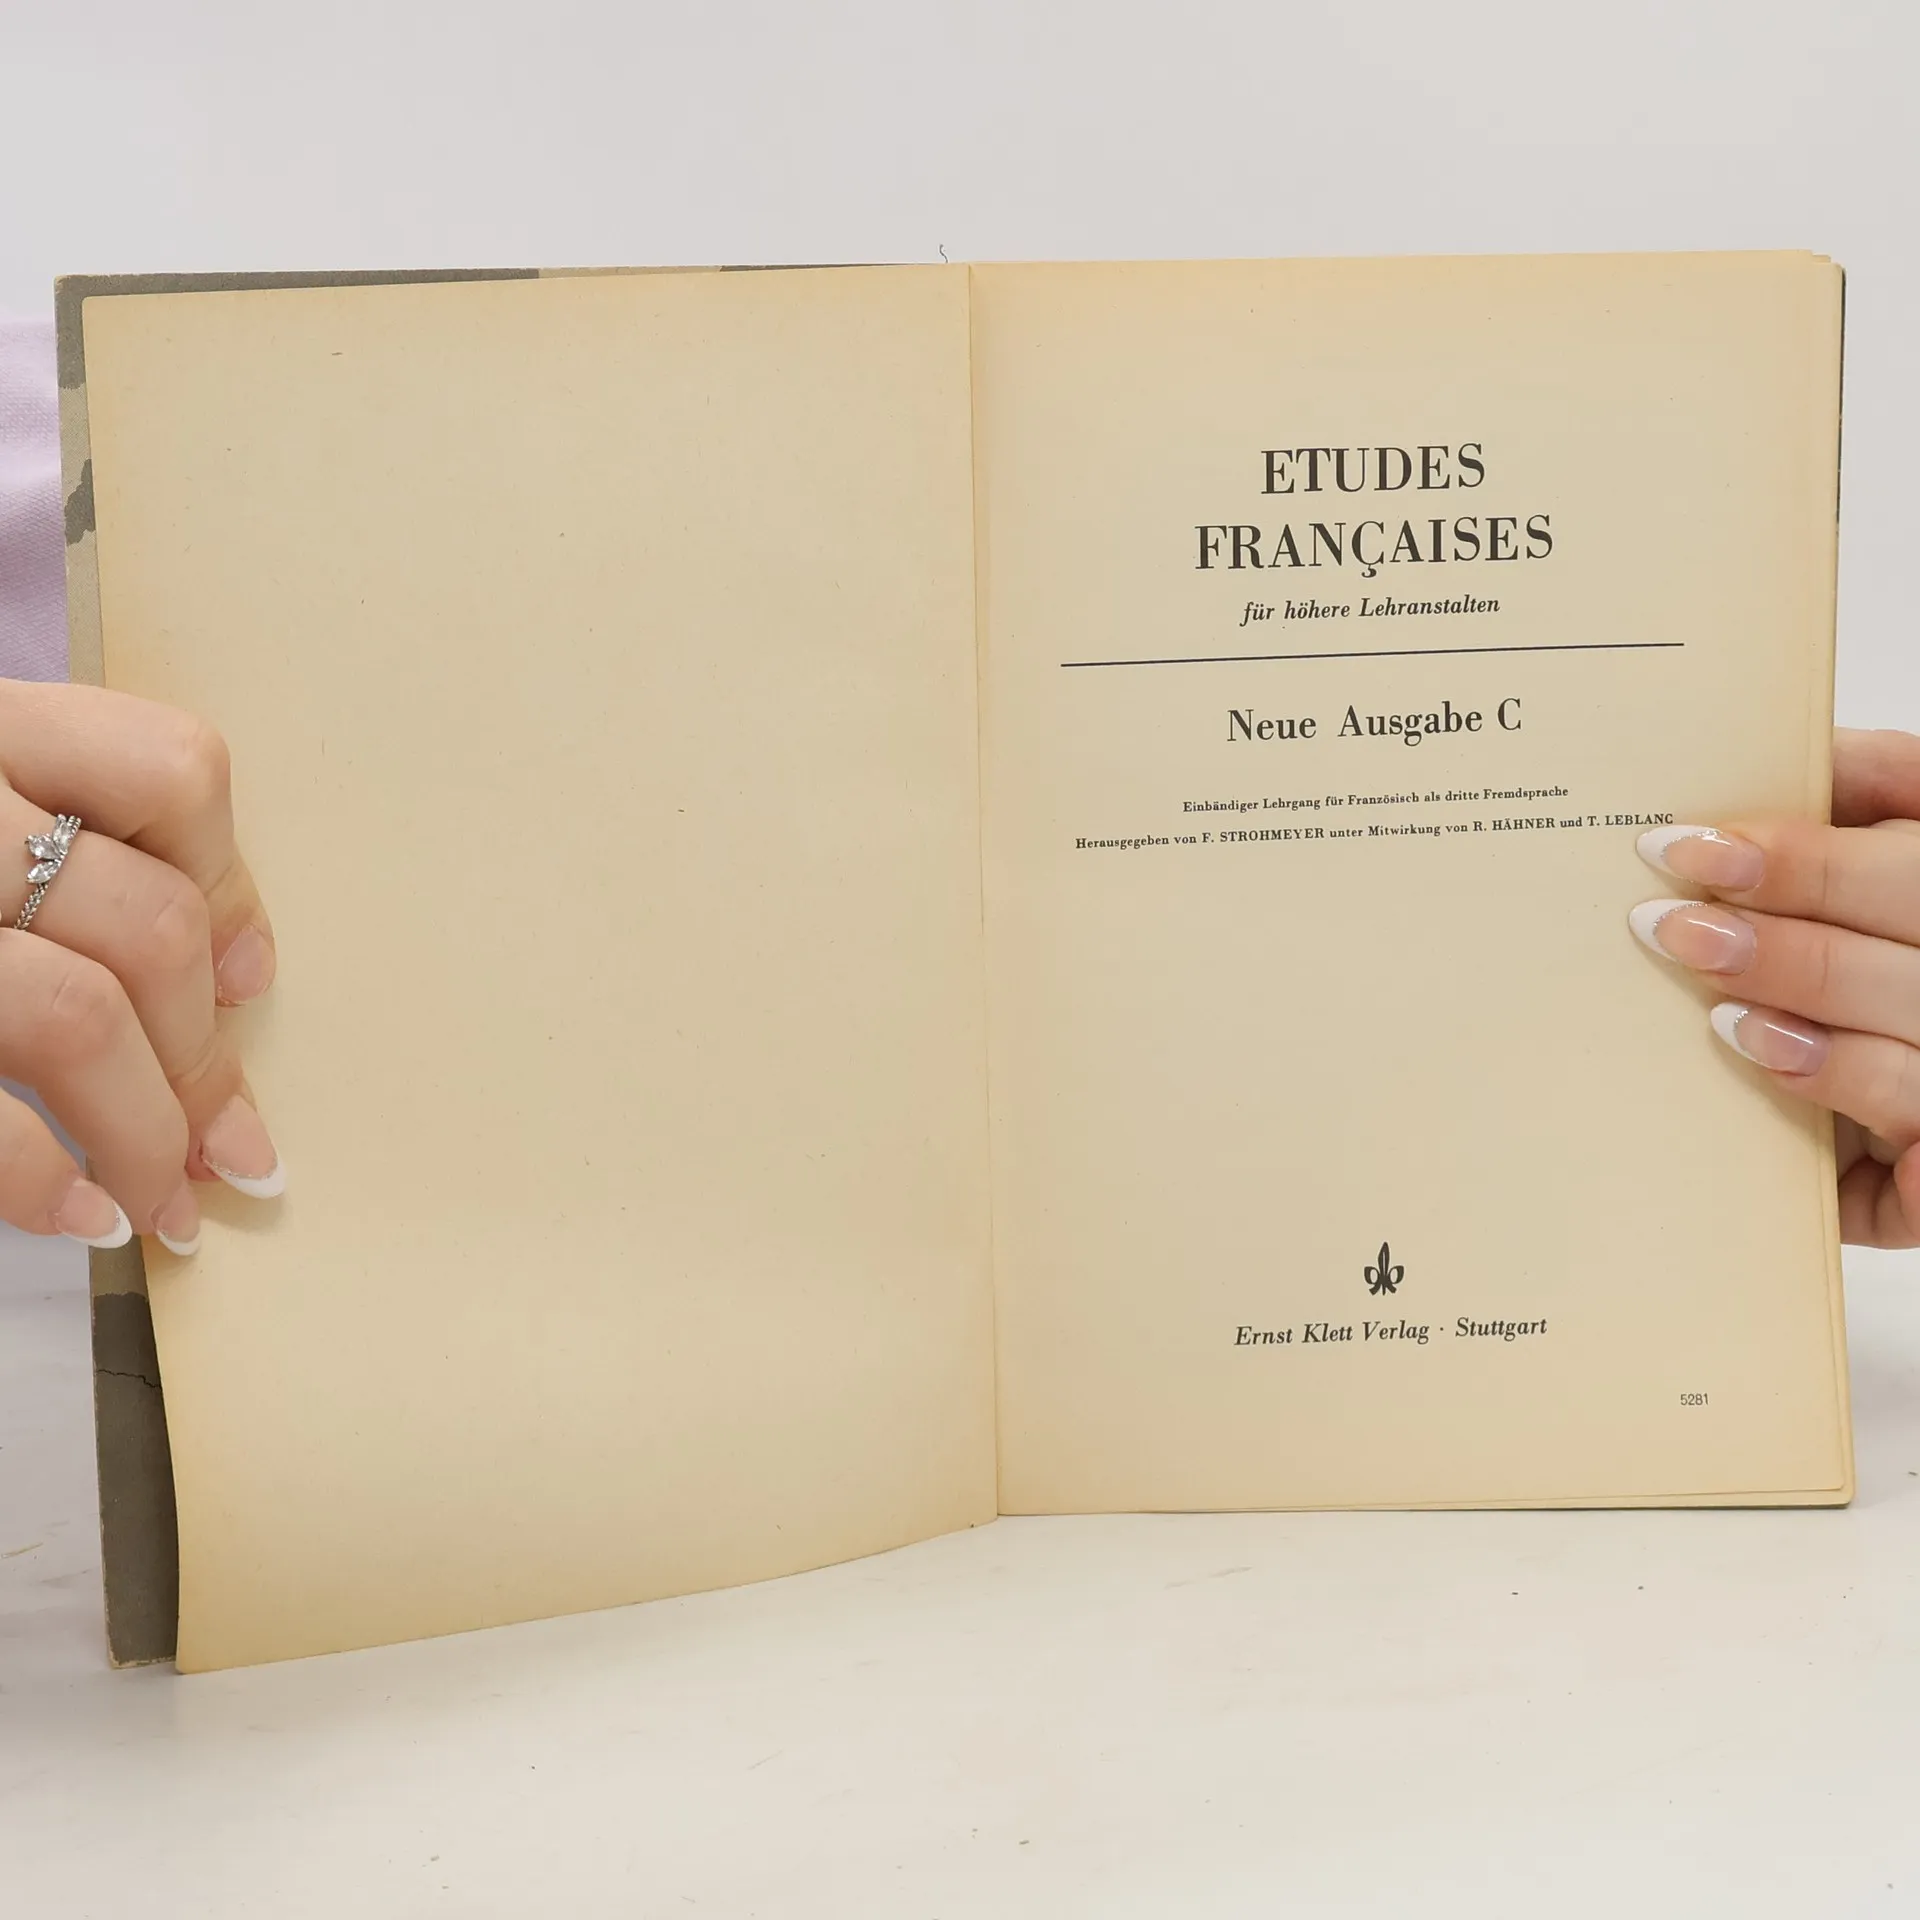 ETUDES
FRANÇAISES
für höhere Lehranstalten
Neue Ausgabe C
Einbändiger Lehrgang für Französisch als dritte Fremdsprache
Herausgegeben von F. STROHMEYER unter Mitwirkung von R. HÄHNER und T. LEBLANC
Ernst Klett Verlag · Stuttgart
5281